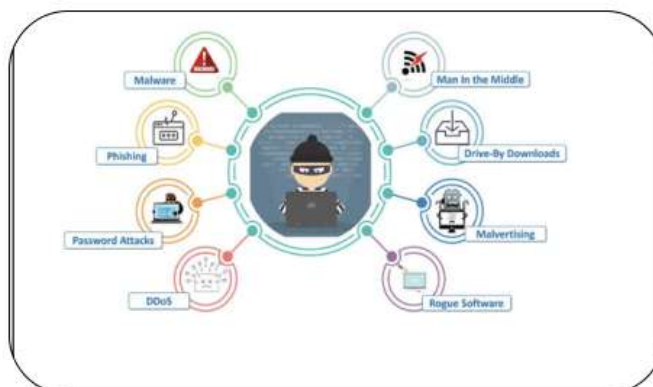 Malware
Man In the Middle
Phishing
Drive-By Downloads
Password Attacks
Malvertising
DDoS
Rogue Software